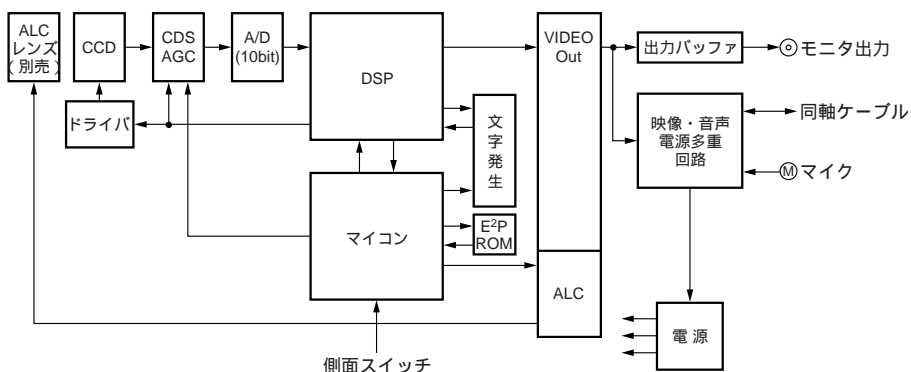 ALC
レンズ
(別売)
CCD
CDS
AGC
A/D
(10bit)
DSP
VIDEO
Out
出力バッファ
モニタ出力
ドライバ
文
字
発
生
映像・音声
電源多重
回路
同軸ケーブル
M マイク
マイコン
E²P
ROM
ALC
電 源
側面スイッチ